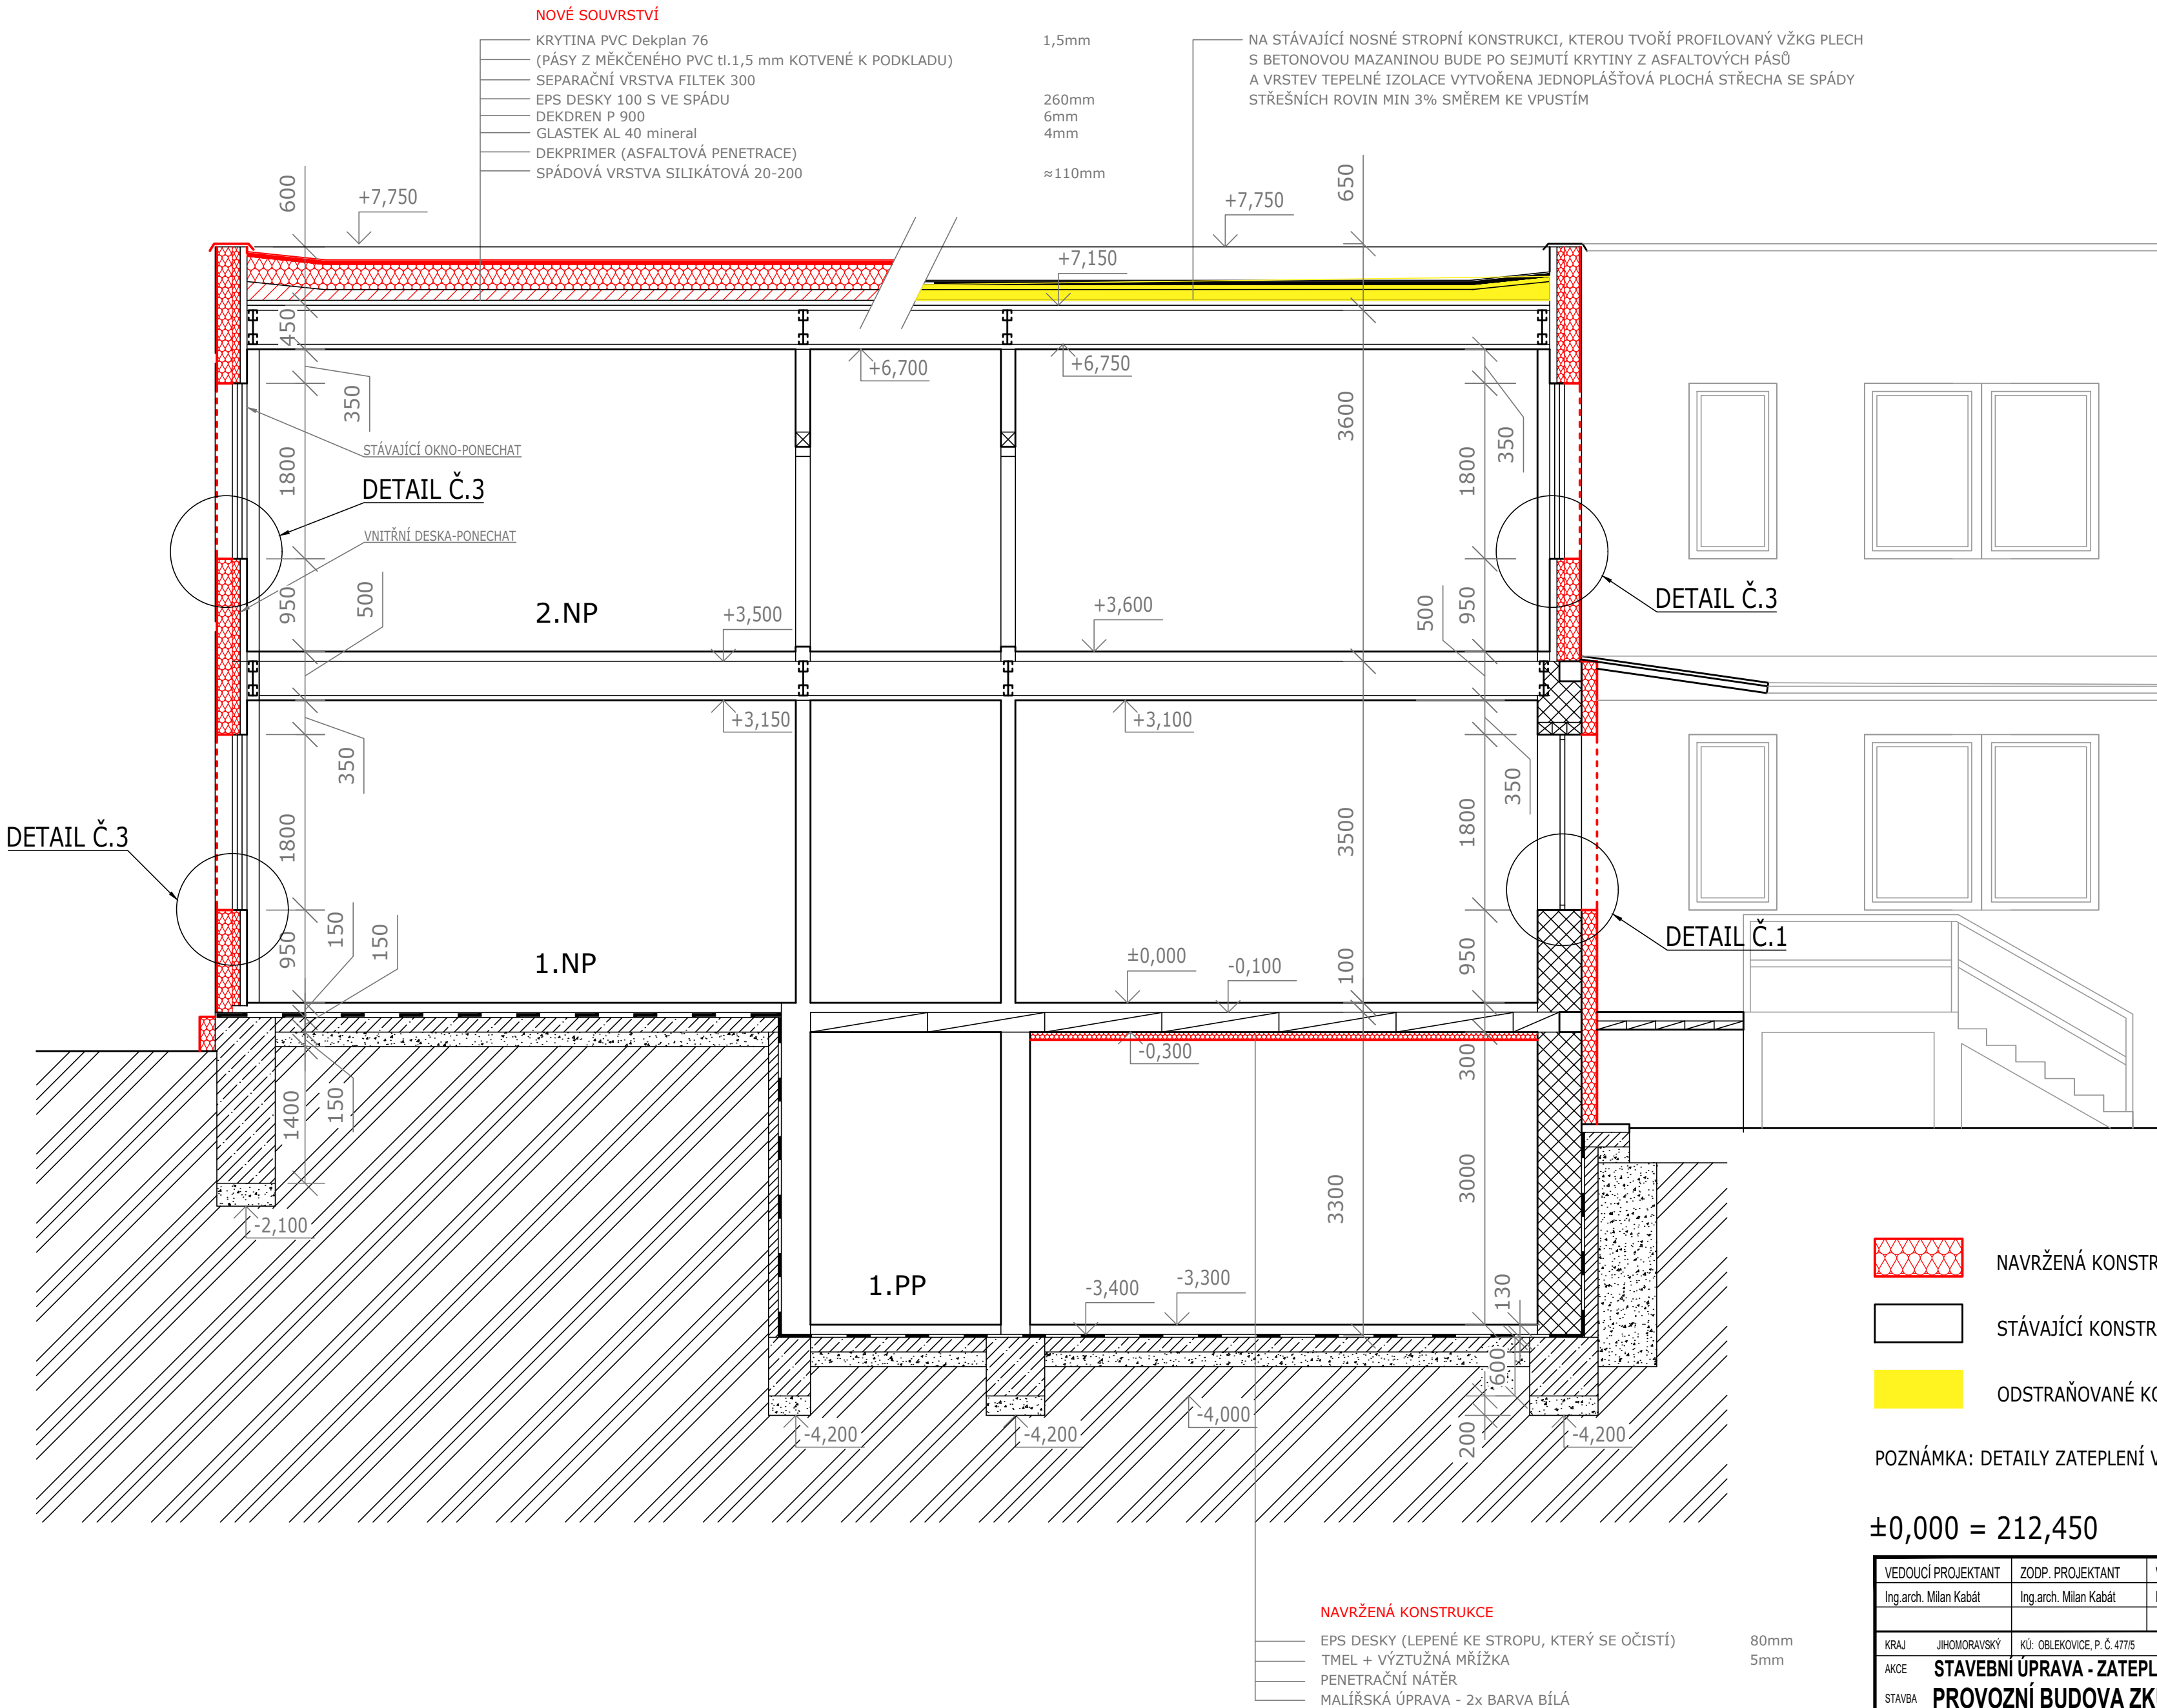 NOVÉ SOUVRSTVÍ
KRYTINA PVC Dekplan 76 1,5mm
(PÁSY Z MĚKČENÉHO PVC tl.1,5 mm KOTVENÉ K PODKLADU)
SEPARAČNÍ VRSTVA FILTEK 300
EPS DESKY 100 S VE SPÁDU 260mm
DEKDREN P 900 6mm
GLASTEK AL 40 mineral 4mm
DEKPRIMER (ASFALTOVÁ PENETRACE)
SPÁDOVÁ VRSTVA SILIKÁTOVÁ 20-200 ≈110mm
NA STÁVAJÍCÍ NOSNÉ STROPNÍ KONSTRUKCI, KTEROU TVOŘÍ PROFILOVANÝ VŽKG PLECH
S BETONOVOU MAZANINOU BUDE PO SEJMUTÍ KRYTINY Z ASFALTOVÝCH PÁSŮ
A VRSTEV TEPELNÉ IZOLACE VYTVOŘENA JEDNOPLÁŠŤOVÁ PLOCHÁ STŘECHA SE SPÁDY
STŘEŠNÍCH ROVIN MIN 3% SMĚREM KE VPUSTÍM
600
+7,750
+7,750
650
+7,150
450
+6,700
+6,750
350
3600
350
STÁVAJÍCÍ OKNO-PONECHAT
1800
1800
DETAIL Č.3
VNITŘNÍ DESKA-PONECHAT
950
500
2.NP
+3,500
+3,600
500
950
DETAIL Č.3
+3,150
+3,100
350
350
DETAIL Č.3
1800
3500
1800
950
150
150
1.NP
±0,000
-0,100
100
950
DETAIL Č.1
-0,300
300
1400
150
3300
3000
-2,100
1.PP
-3,400
-3,300
130
600
-4,200
-4,200
-4,000
200
-4,200
NAVRŽENÁ KONSTR
STÁVAJÍCÍ KONSTR
ODSTRAŇOVANÉ KO
POZNÁMKA: DETAILY ZATEPLENÍ V
±0,000 = 212,450
VEDOUCÍ PROJEKTANT ZODP. PROJEKTANT
Ing.arch. Milan Kabát Ing.arch. Milan Kabát
KRAJ JIHOMORAVSKÝ KÚ: OBLEKOVICE, P. Č. 477/5
AKCE STAVEBNÍ ÚPRAVA - ZATEPL
STAVBA PROVOZNÍ BUDOVA ZK
NAVRŽENÁ KONSTRUKCE
EPS DESKY (LEPENÉ KE STROPU, KTERÝ SE OČISTÍ) 80mm
TMEL + VÝZTUŽNÁ MŘÍŽKA 5mm
PENETRAČNÍ NÁTĚR
MALÍŘSKÁ ÚPRAVA - 2x BARVA BÍLÁ